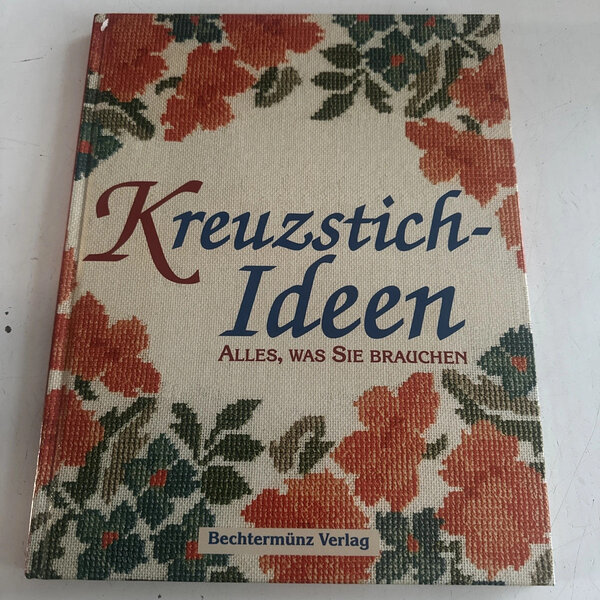 Kreuzstich-
Ideen
ALLES, WAS SIE BRAUCHEN
Bechtermünz Verlag